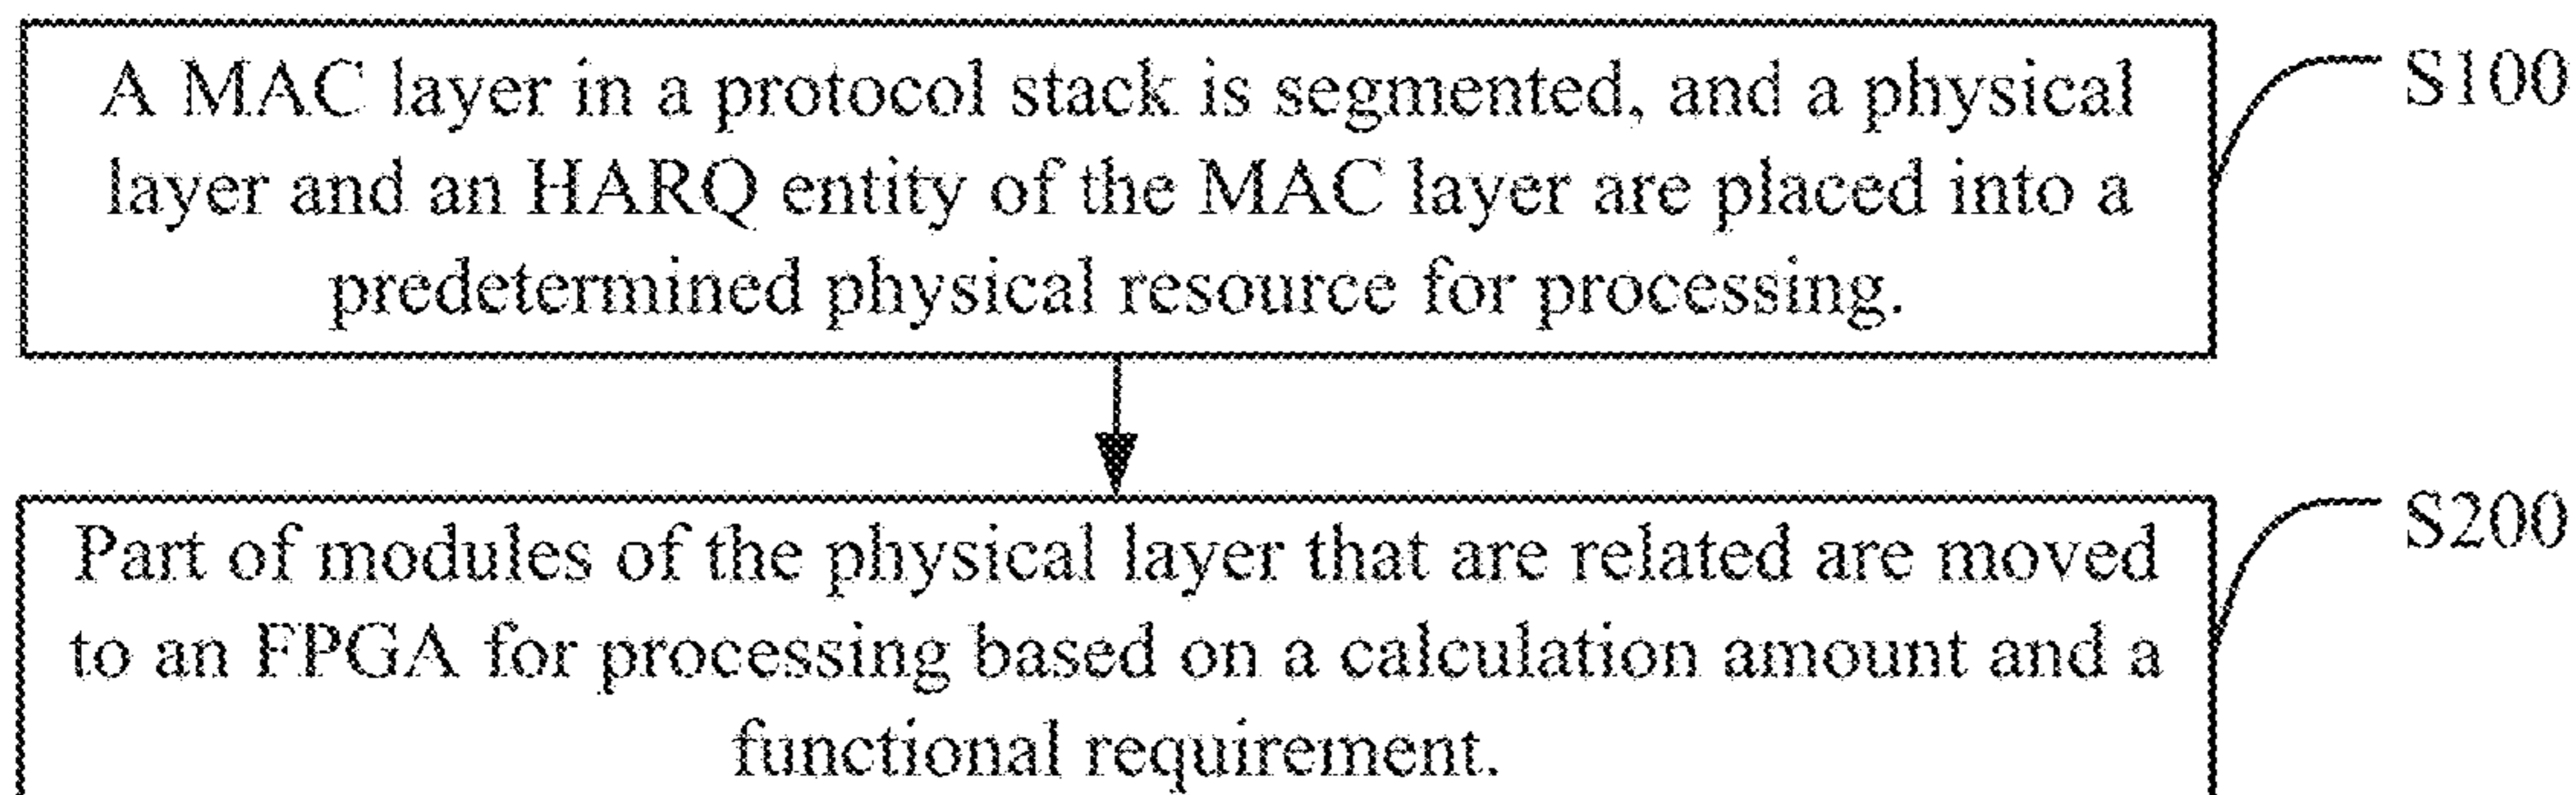 A MAC layer in a protocol stack is segmented, and a physical
layer and an HARQ entity of the MAC layer are placed into a
predetermined physical resource for processing.
S100
Part of modules of the physical layer that are related are moved
to an FPGA for processing based on a calculation amount and a
functional requirement.
S200